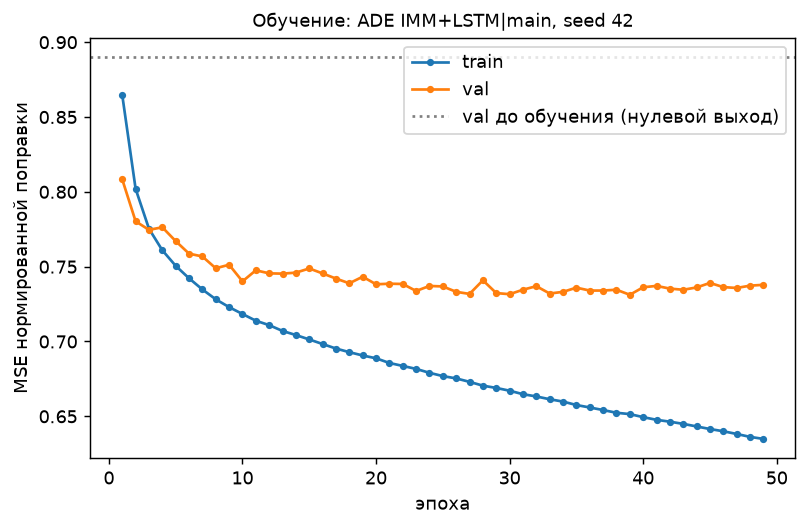 Обучение: ADE IMM+LSTM|main, seed 42
train
val
val до обучения (нулевой выход)
MSE нормированной поправки
0.90
0.85
0.80
0.75
0.70
0.65
0
10
20
30
40
50
эпоха